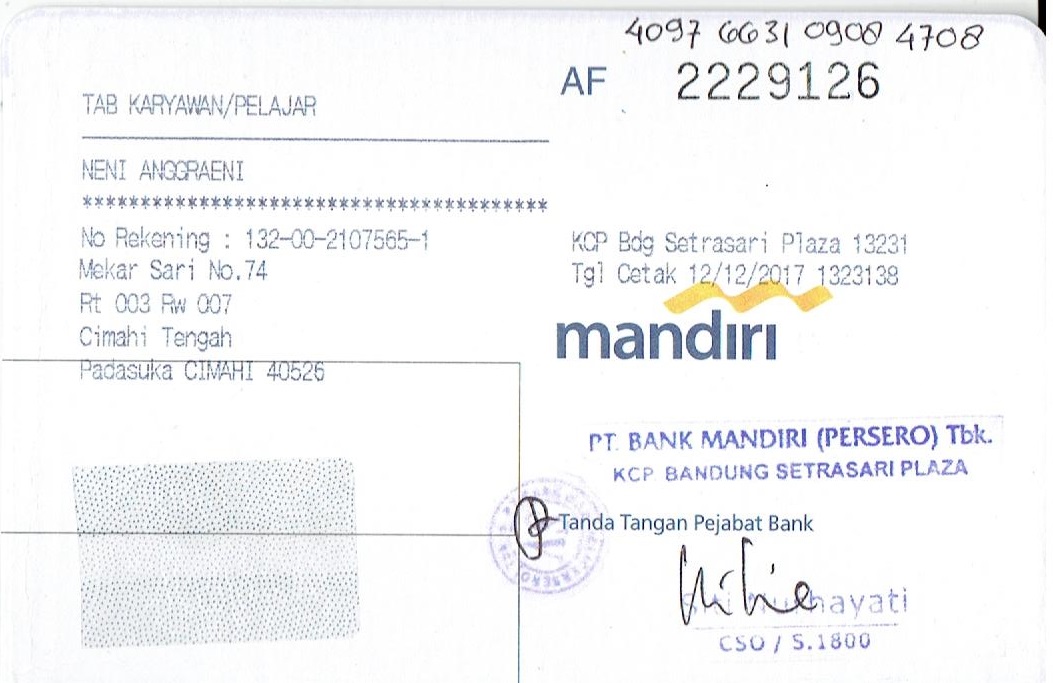 4097 6631 0908 4708
AF 2229126
TAB KARYAWAN/PELAJAR
NENI ANGGRAENI
****************************************
No Rekening : 132-00-2107565-1
Mekar Sari No.74
Rt 003 Rw 007
Cimahi Tengah
Padasuka CIMAHI 40526
KCP Bdg Setrasari Plaza 13231
Tgl Cetak 12/12/2017 1323138
mandiri
PT. BANK MANDIRI (PERSERO) Tbk.
KCP BANDUNG SETRASARI PLAZA
Tanda Tangan Pejabat Bank
CSO / S.1800